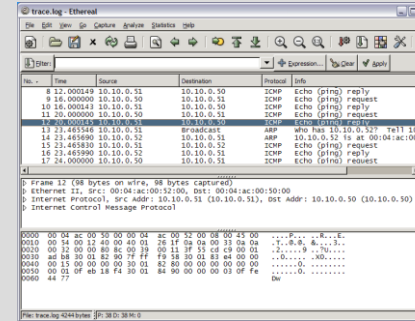 trace.log - Ethereal
File Edit View Go Capture Analyze Statistics Help
Filter: Expression... Clear Apply
No. - Time Source Destination Protocol Info
8 12.000149 10.10.0.51 10.10.0.50 ICMP Echo (ping) reply
9 16.000000 10.10.0.50 10.10.0.51 ICMP Echo (ping) request
10 16.000143 10.10.0.51 10.10.0.50 ICMP Echo (ping) reply
11 20.000000 10.10.0.50 10.10.0.51 ICMP Echo (ping) request
12 20.000145 10.10.0.51 10.10.0.50 ICMP Echo (ping) reply
13 23.465546 10.10.0.51 Broadcast ARP who has 10.10.0.52? Tell 10
14 23.465690 10.10.0.52 10.10.0.51 ARP 10.10.0.52 is at 00:04:ac:00
15 23.465830 10.10.0.51 10.10.0.52 ICMP Echo (ping) request
16 23.465990 10.10.0.52 10.10.0.51 ICMP Echo (ping) reply
17 24.000000 10.10.0.50 10.10.0.51 ICMP Echo (ping) request
Frame 12 (98 bytes on wire, 98 bytes captured)
Ethernet II, Src: 00:04:ac:00:52:00, Dst: 00:04:ac:00:50:00
Internet Protocol, Src Addr: 10.10.0.51 (10.10.0.51), Dst Addr: 10.10.0.50 (10.10.0.50)
Internet Control Message Protocol
0000 00 04 ac 00 50 00 00 04 ac 00 52 00 08 00 45 00 ....P... ..R...E.
0010 00 54 00 12 40 00 40 01 26 1f 0a 0a 00 33 0a 0a .T..@.@. &....3..
0020 00 32 00 00 80 8c 00 39 00 11 3f 55 cd c9 00 01
0030 ad b8 30 01 82 90 7f ff f9 58 30 01 83 e4 00 00
0040 00 15 00 00 00 00 30 01 82 80 00 00 00 00 00 00
0050 00 01 0f eb 18 f4 30 01 84 90 00 00 00 03 0f fe
0060 44 77 Dw
File: trace.log 4244 bytes P: 38 D: 38 M: 0